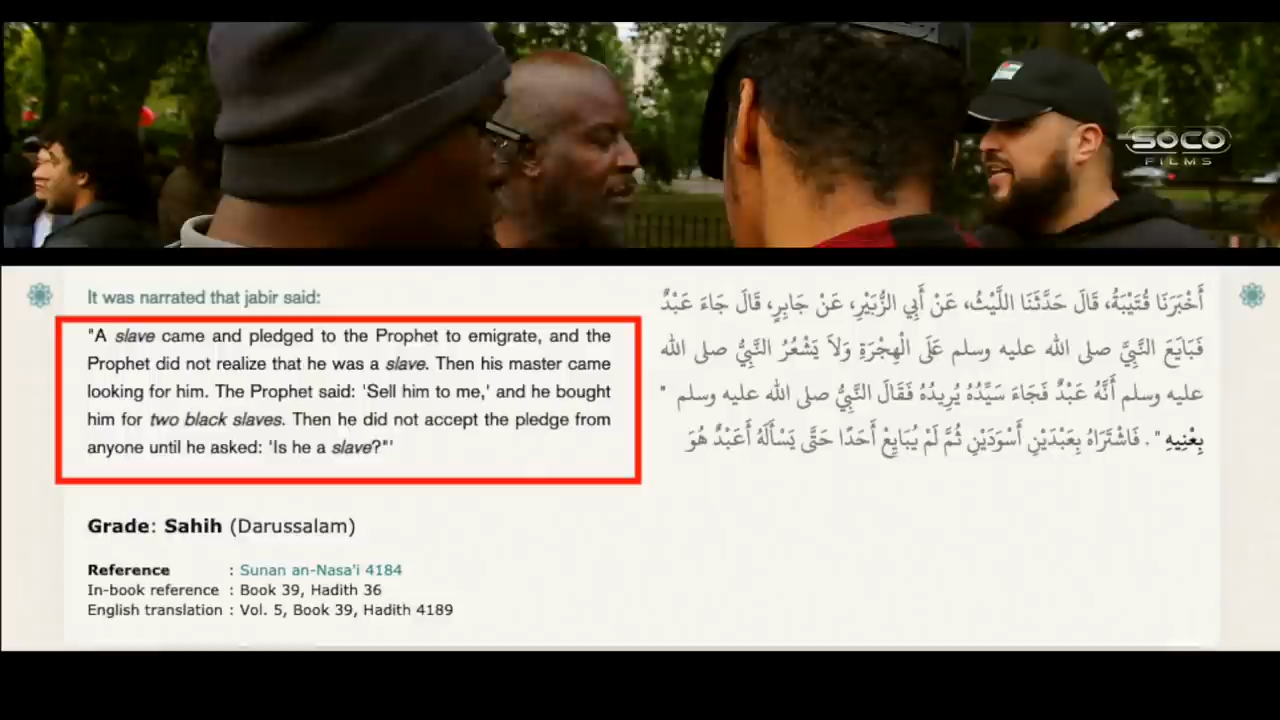 SOCO
FILMS
It was narrated that jabir said:
"A slave came and pledged to the Prophet to emigrate, and the
Prophet did not realize that he was a slave. Then his master came
looking for him. The Prophet said: 'Sell him to me,' and he bought
him for two black slaves. Then he did not accept the pledge from
anyone until he asked: 'Is he a slave?"'
أَخْبَرَنَا قُتَيْبَةُ، قَالَ حَدَّثَنَا اللَّيْثُ، عَنْ أَبِي الزُّبَيْرِ، عَنْ جَابِرٍ، قَالَ جَاءَ عَبْدٌ
فَبَايَعَ النَّبِيَّ صلى الله عليه وسلم عَلَى الْهِجْرَةِ وَلاَ يَشْعُرُ النَّبِيُّ صلى الله
عليه وسلم أَنَّهُ عَبْدٌ فَجَاءَ سَيِّدُهُ يُرِيدُهُ فَقَالَ النَّبِيُّ صلى الله عليه وسلم ‏"‏
بِعْنِيهِ ‏"‏ ‏.‏ فَاشْتَرَاهُ بِعَبْدَيْنِ أَسْوَدَيْنِ ثُمَّ لَمْ يُبَايِعْ أَحَدًا حَتَّى يَسْأَلَهُ أَعَبْدٌ هُوَ
Grade: Sahih (Darussalam)
Reference : Sunan an-Nasa'i 4184
In-book reference : Book 39, Hadith 36
English translation : Vol. 5, Book 39, Hadith 4189